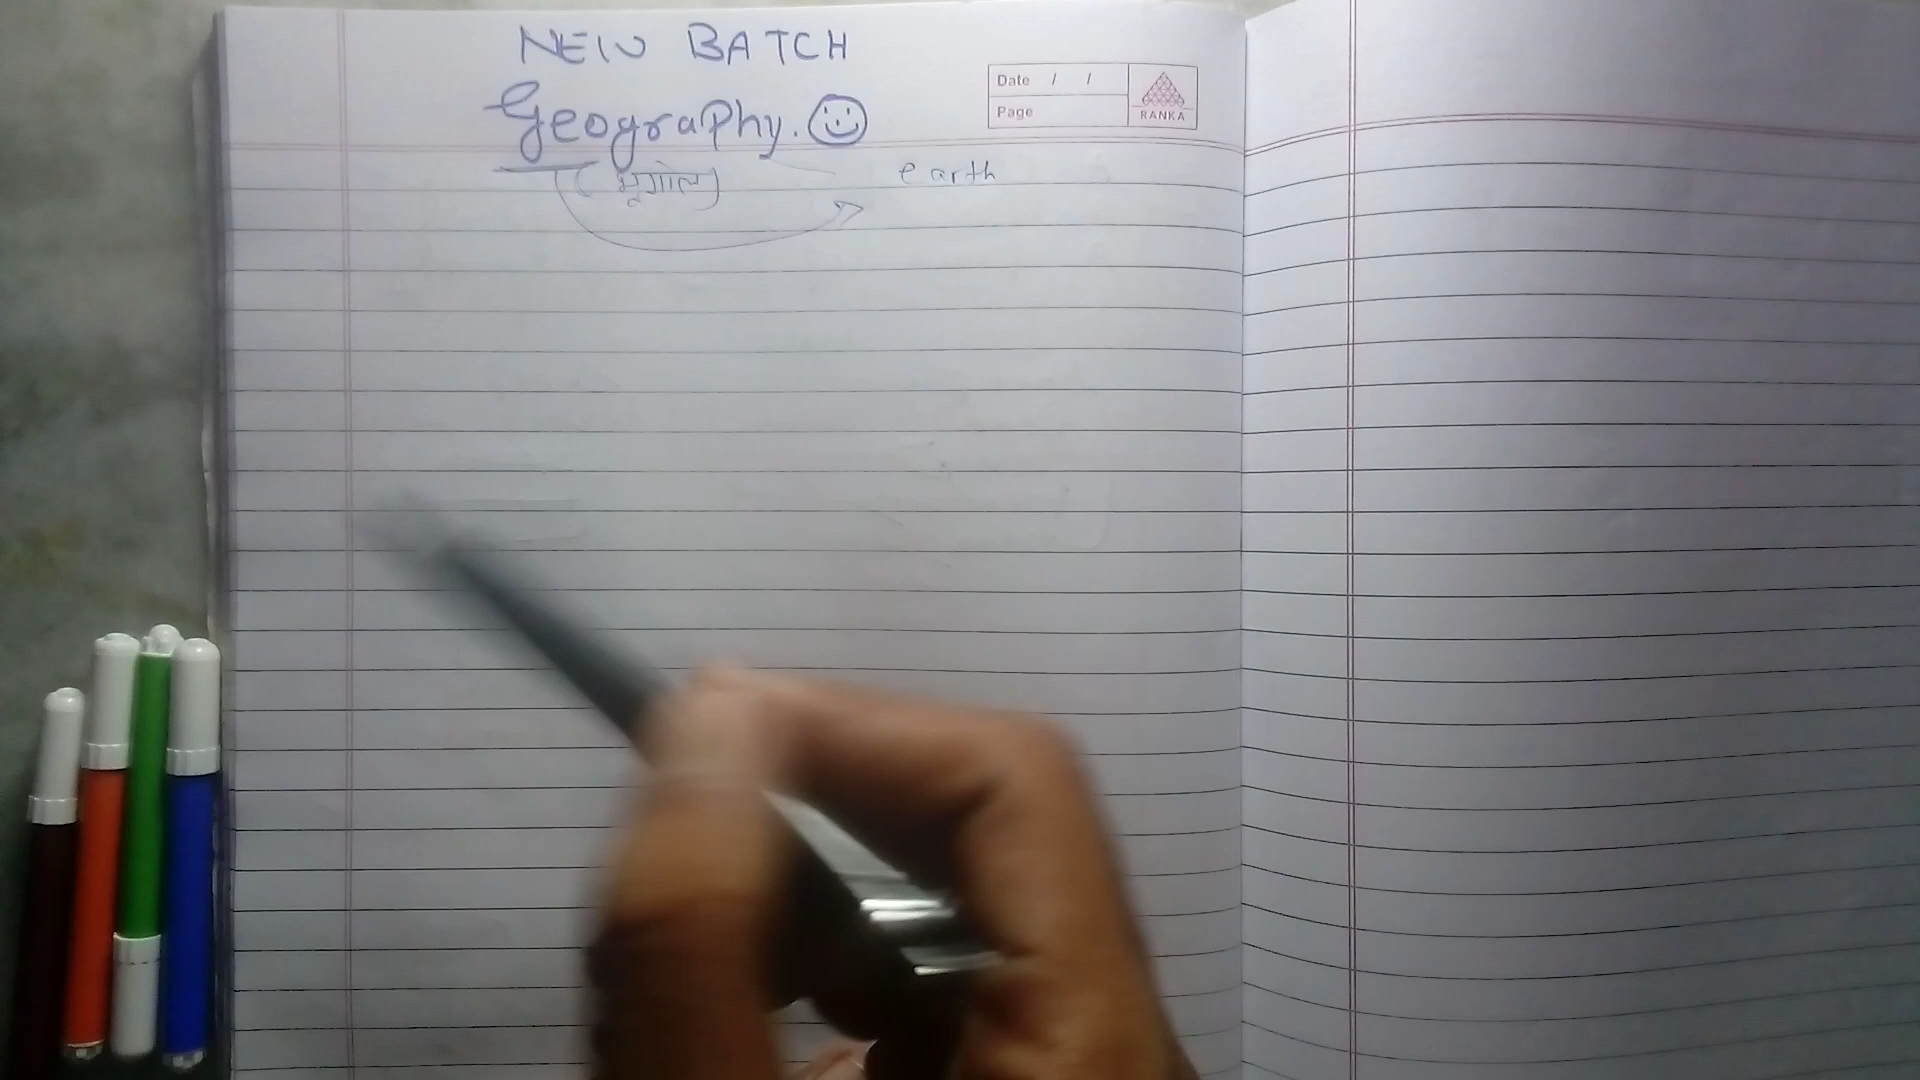 NEW BATCH
Geography. ☺
Date / /
Page
RANKA
(भूगोल)
earth